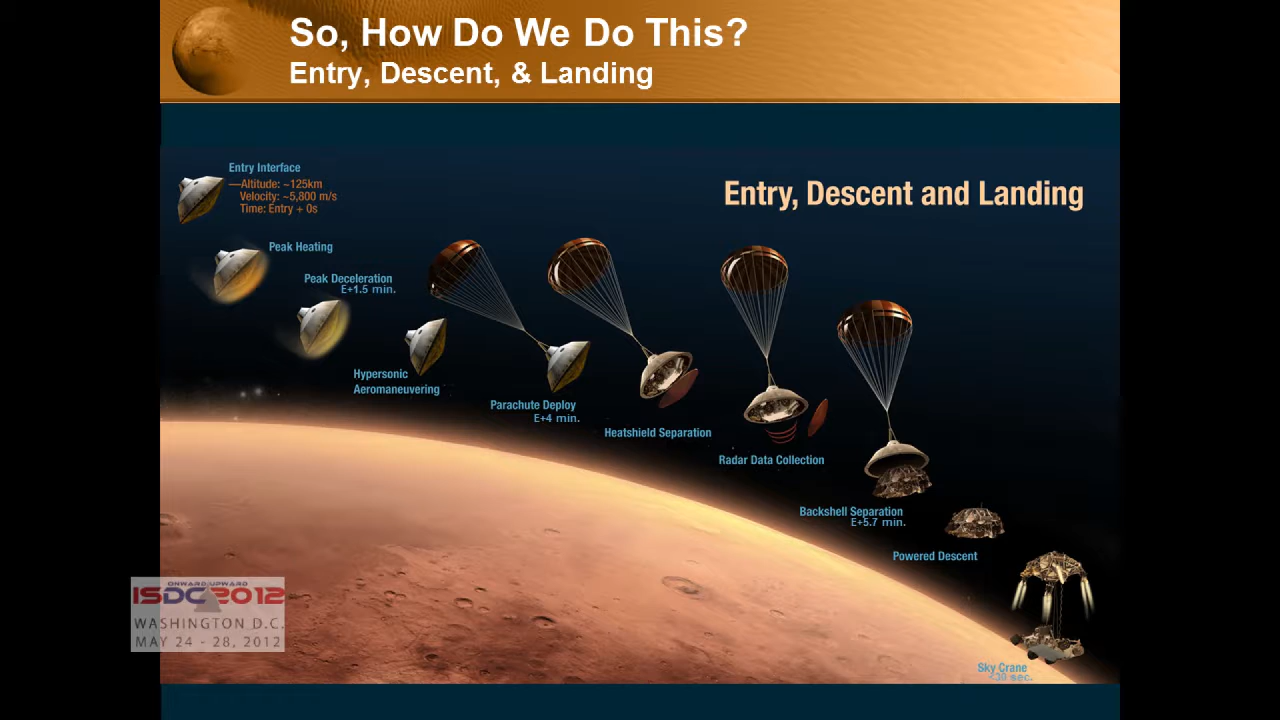 So, How Do We Do This?
Entry, Descent, & Landing
Entry Interface
—Altitude: ~125km
Velocity: ~5,800 m/s
Time: Entry + 0s
Entry, Descent and Landing
Peak Heating
Peak Deceleration
E+1.5 min.
Hypersonic
Aeromaneuvering
Parachute Deploy
E+4 min.
Heatshield Separation
Radar Data Collection
Backshell Separation
E+5.7 min.
Powered Descent
ONWARD UPWARD
ISDC 2012
WASHINGTON D.C.
MAY 24 - 28, 2012
Sky Crane
30 sec.